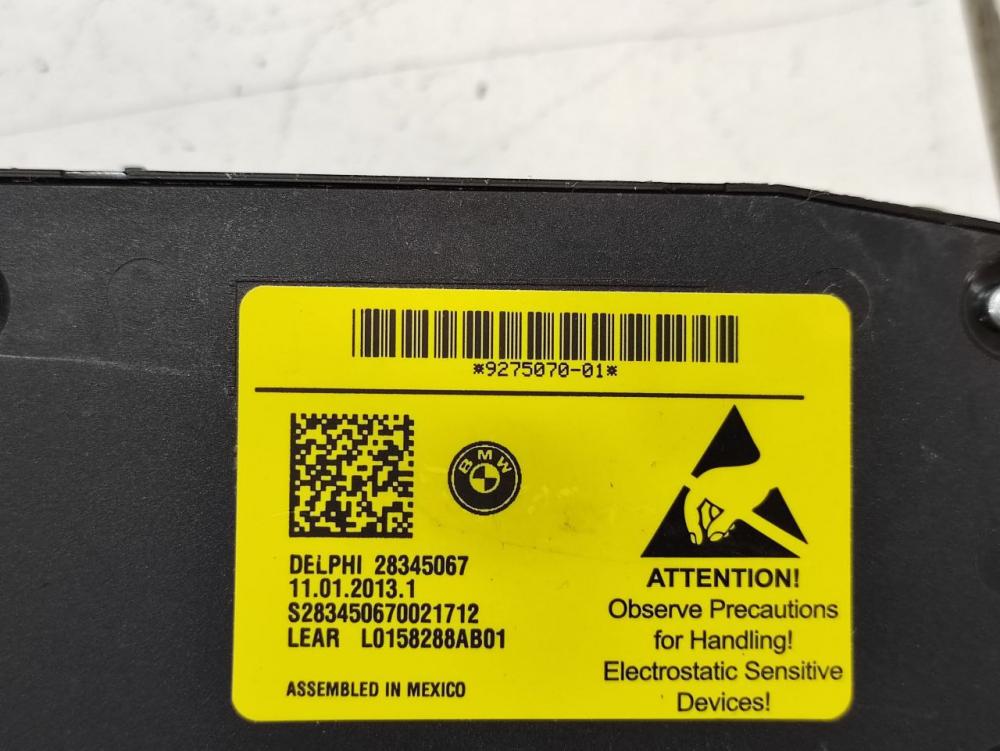 *9275070-01*
BMW
DELPHI 28345067
11.01.2013.1
S283450670021712
LEAR L0158288AB01
ASSEMBLED IN MEXICO
ATTENTION!
Observe Precautions
for Handling!
Electrostatic Sensitive
Devices!